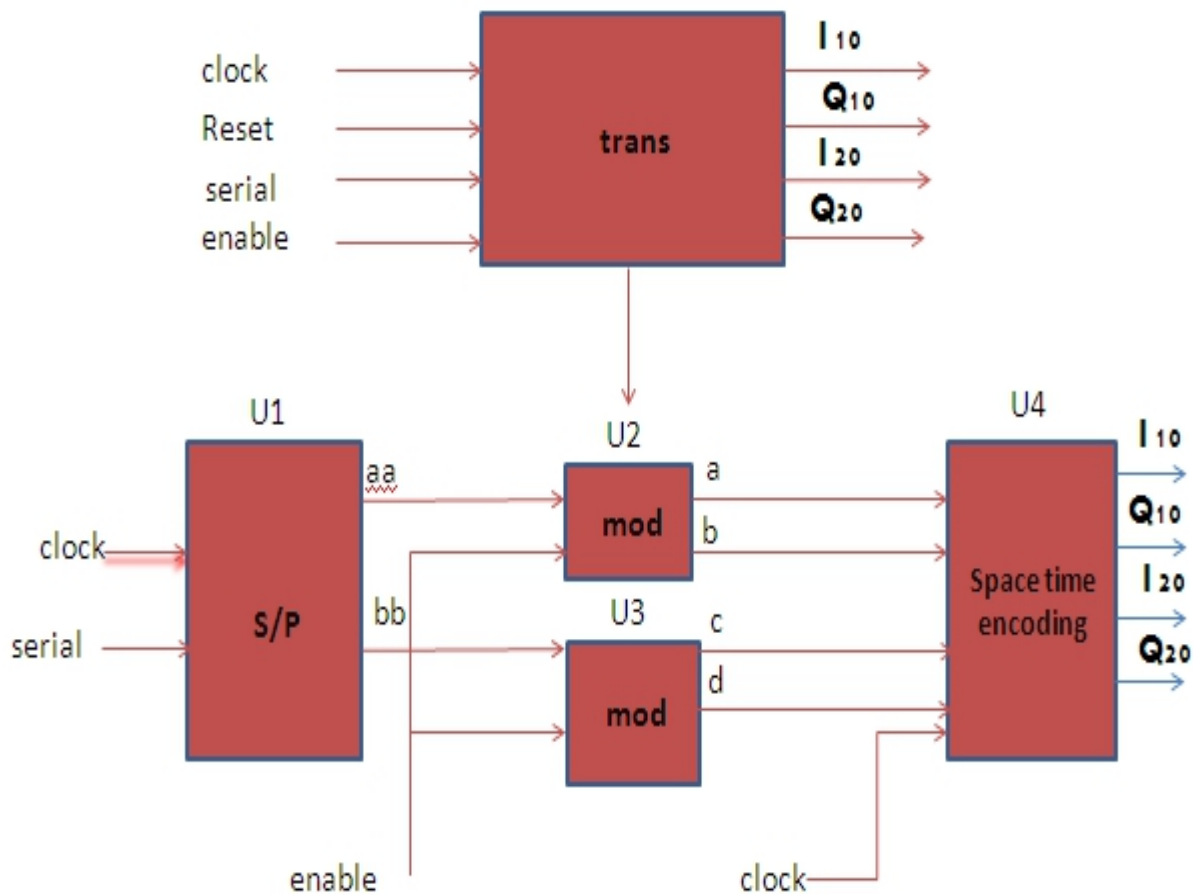 clock
Reset
serial
enable
trans
I 10
Q10
I 20
Q20
U1
U2
U4
aa
a
mod
b
clock
S/P
bb
U3
c
d
mod
serial
Space time
encoding
I 10
Q10
I 20
Q20
enable
clock